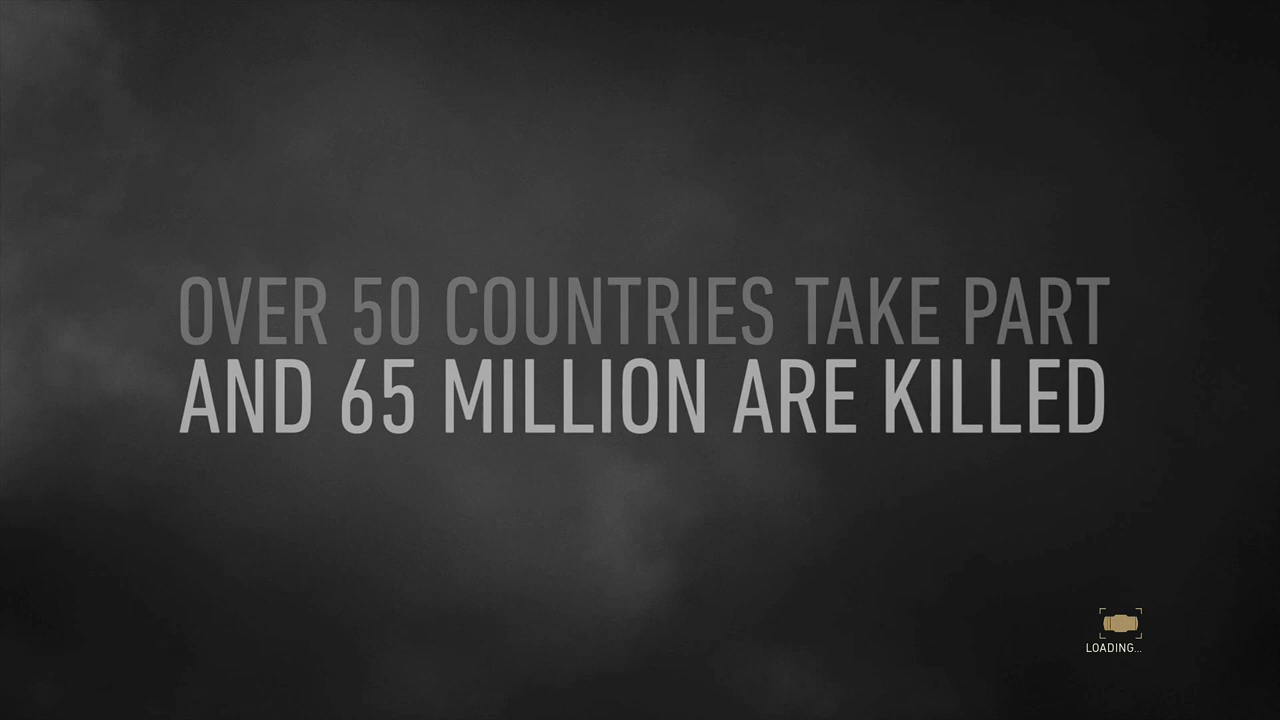 OVER 50 COUNTRIES TAKE PART
AND 65 MILLION ARE KILLED
LOADING...